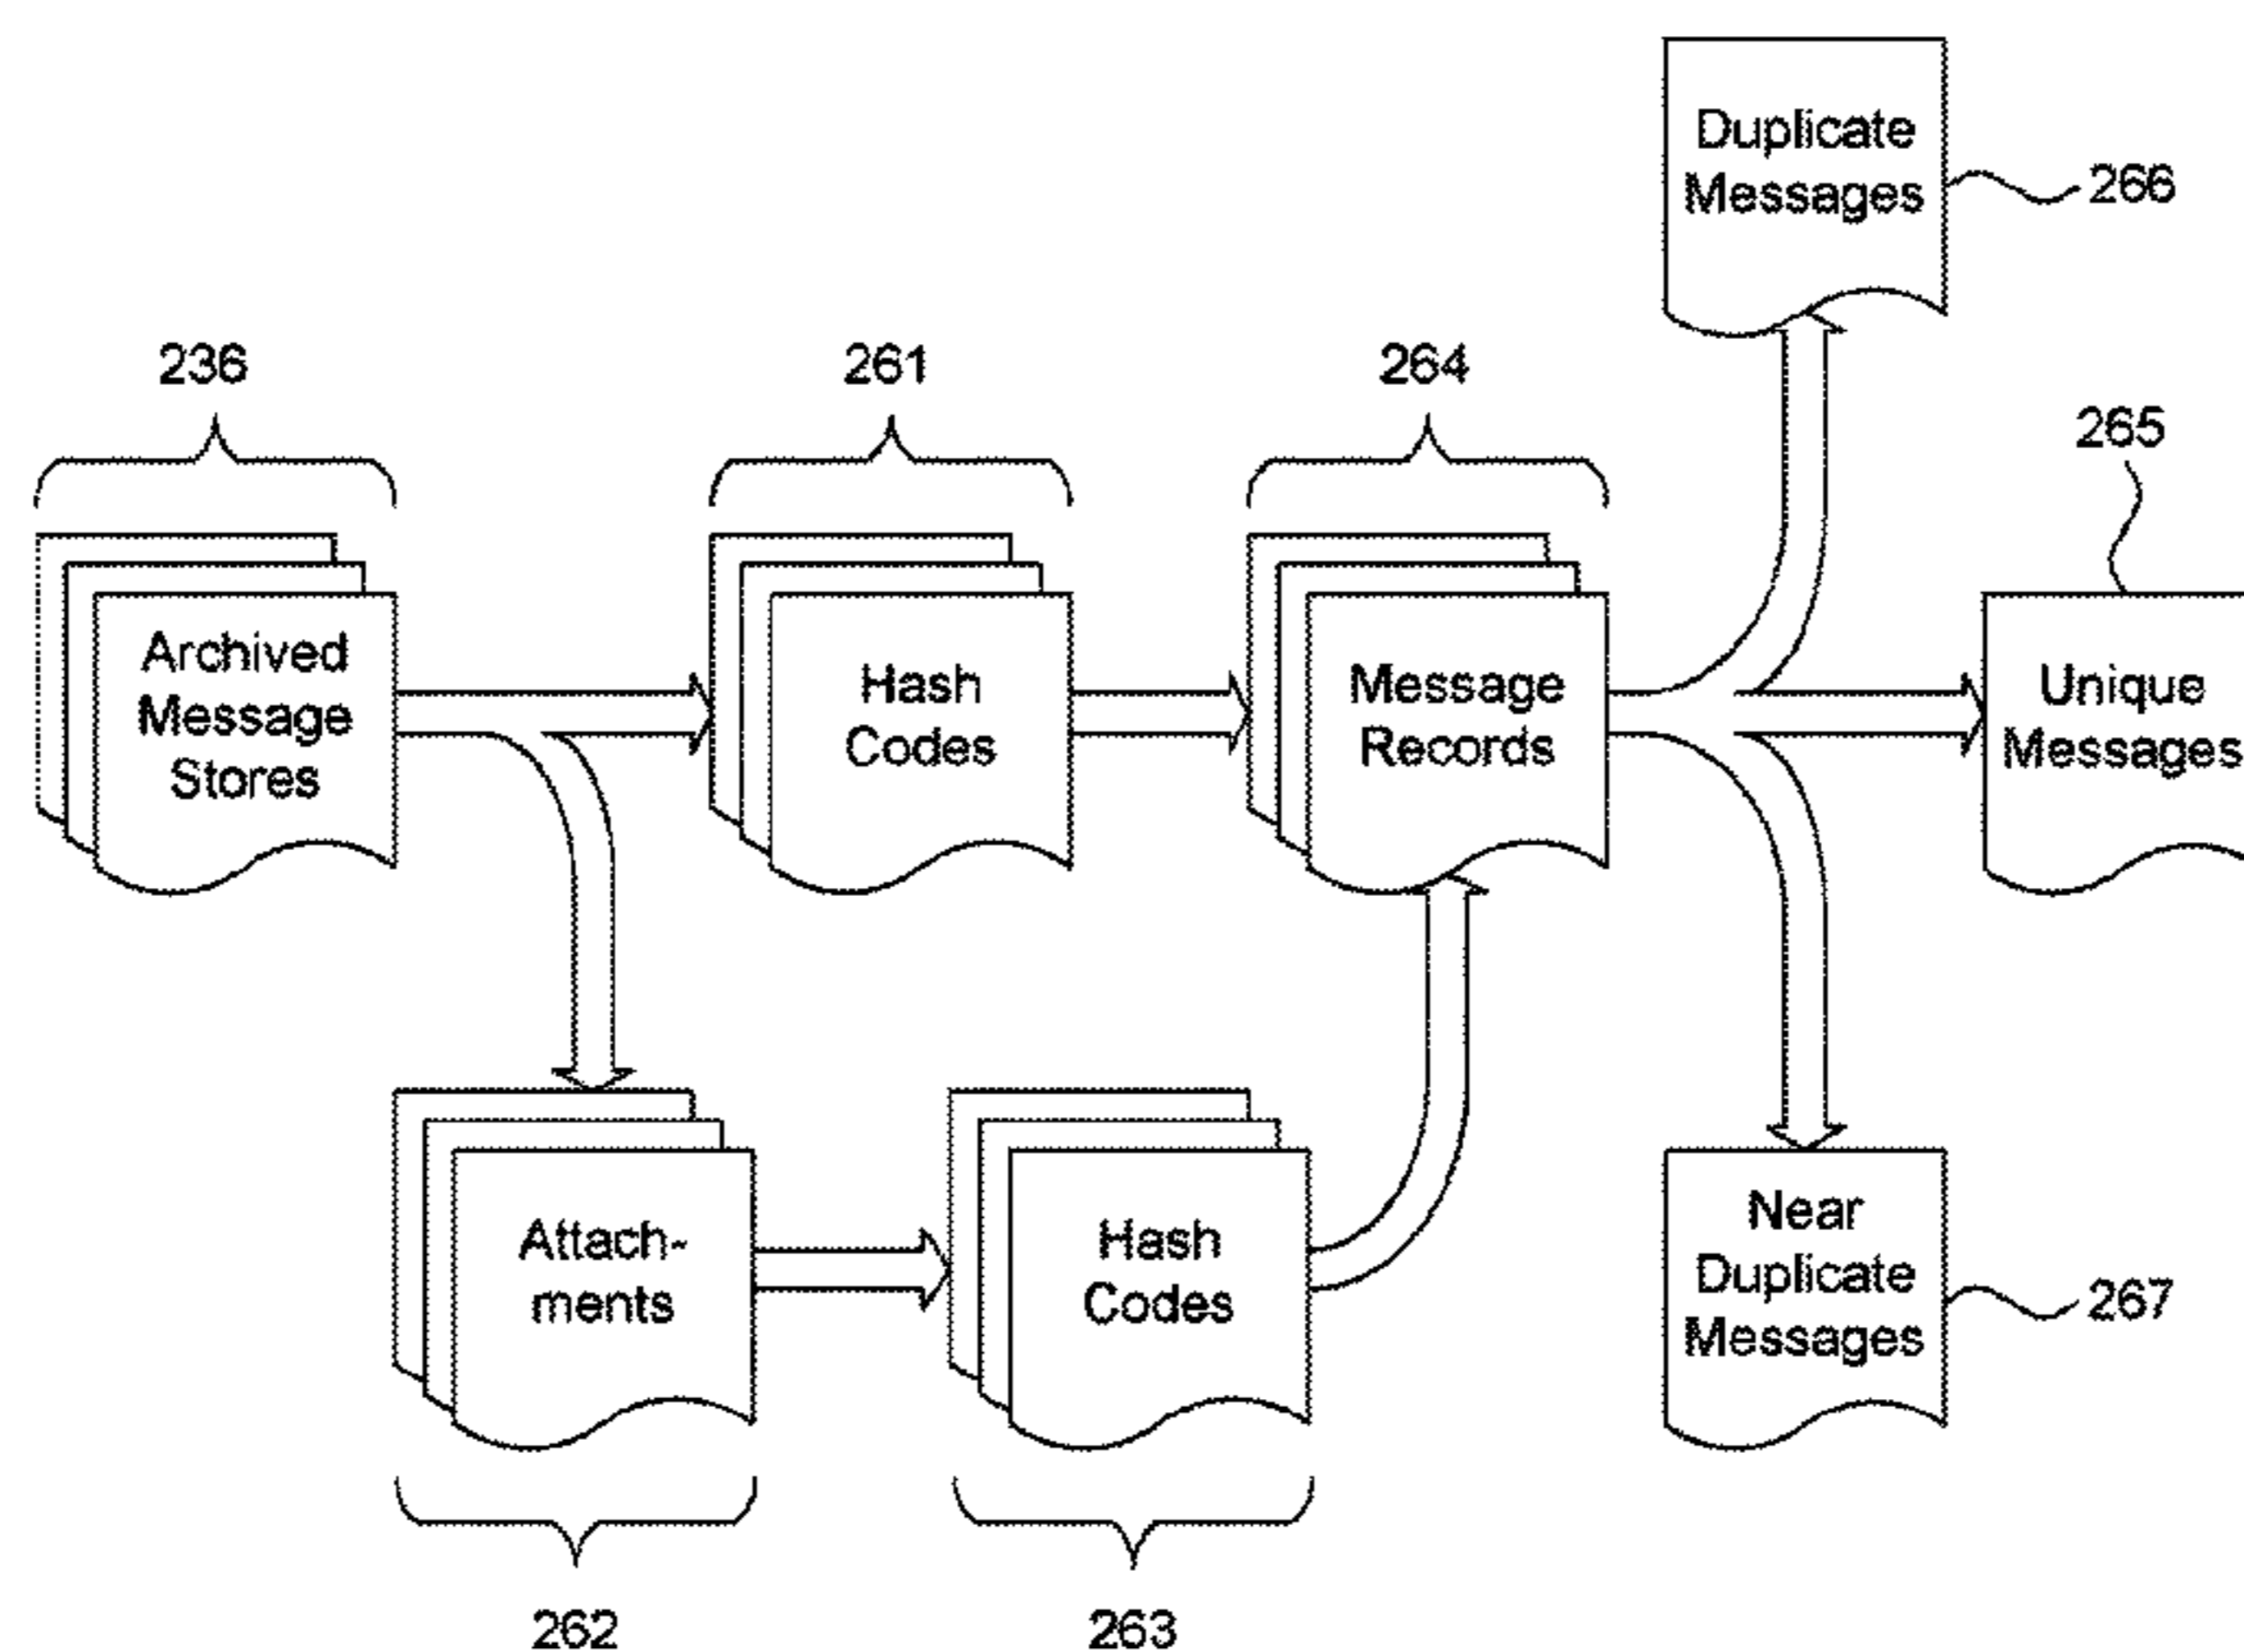 Duplicate
Messages
266
236
261
264
265
Archived
Message
Stores
Hash
Codes
Message
Records
Unique
Messages
Attach-
ments
Hash
Codes
Near
Duplicate
Messages
267
262
263